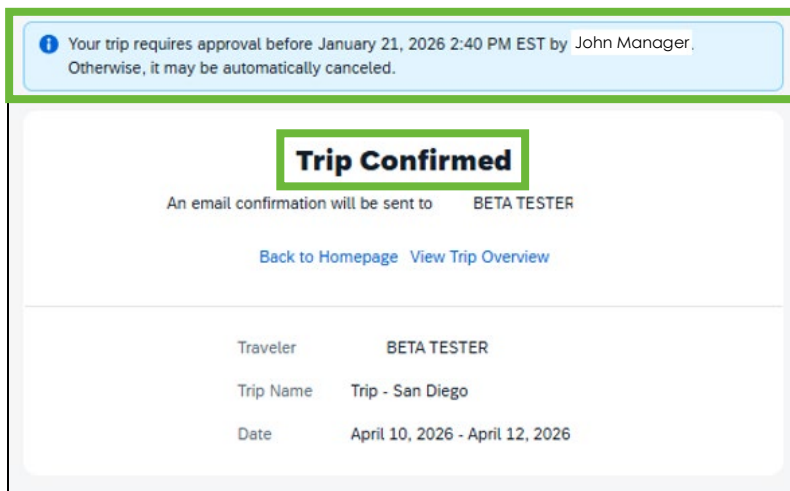 Your trip requires approval before January 21, 2026 2:40 PM EST by John Manager.
Otherwise, it may be automatically canceled.
Trip Confirmed
An email confirmation will be sent to BETA TESTER
Back to Homepage View Trip Overview
Traveler BETA TESTER
Trip Name Trip - San Diego
Date April 10, 2026 - April 12, 2026